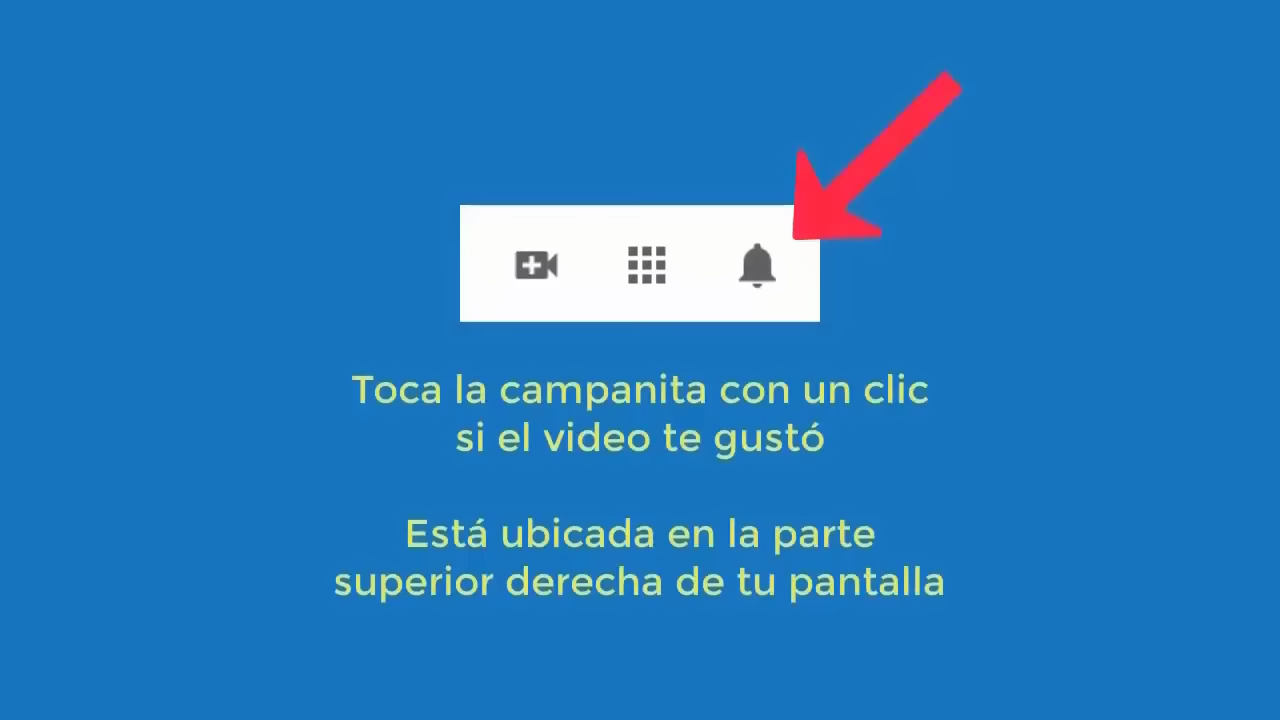 Toca la campanita con un clic
si el video te gustó
Está ubicada en la parte
superior derecha de tu pantalla